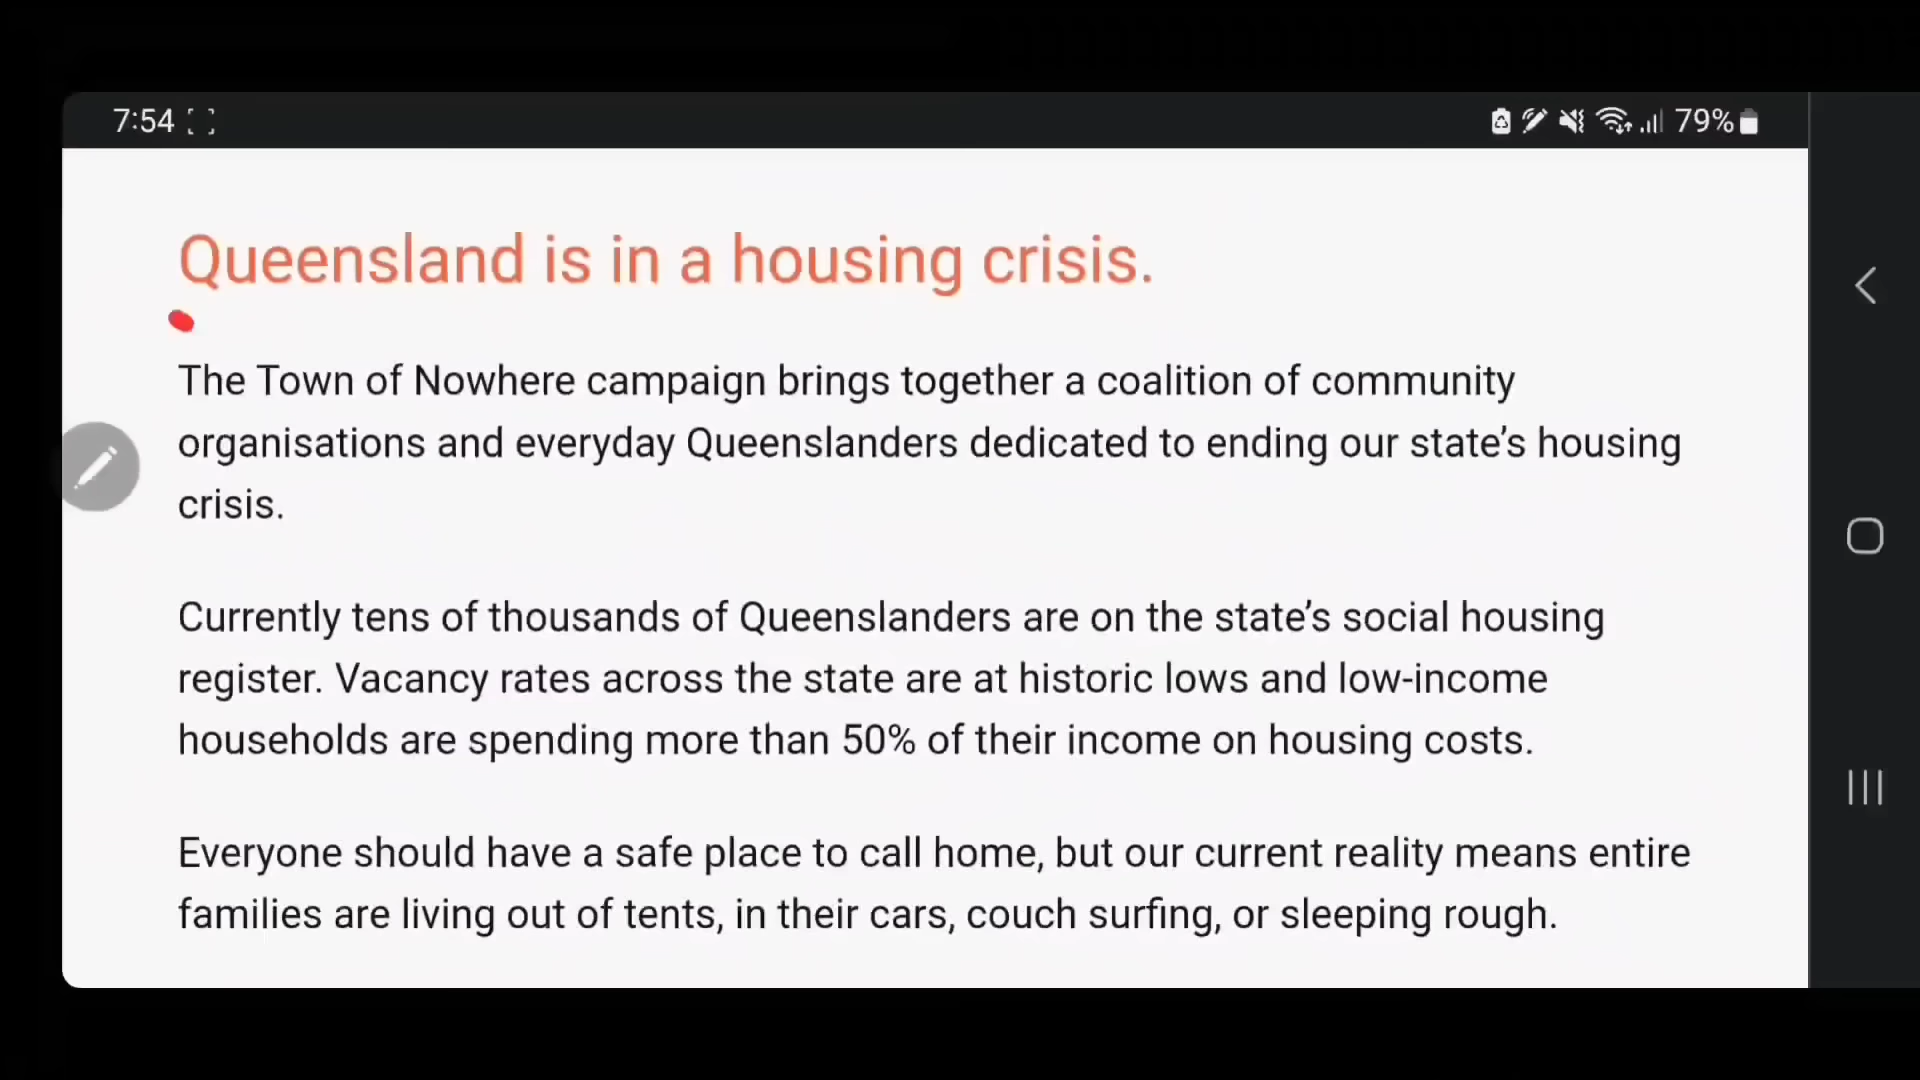 7:54
79%
Queensland is in a housing crisis.
The Town of Nowhere campaign brings together a coalition of community
organisations and everyday Queenslanders dedicated to ending our state’s housing
crisis.
Currently tens of thousands of Queenslanders are on the state’s social housing
register. Vacancy rates across the state are at historic lows and low-income
households are spending more than 50% of their income on housing costs.
Everyone should have a safe place to call home, but our current reality means entire
families are living out of tents, in their cars, couch surfing, or sleeping rough.